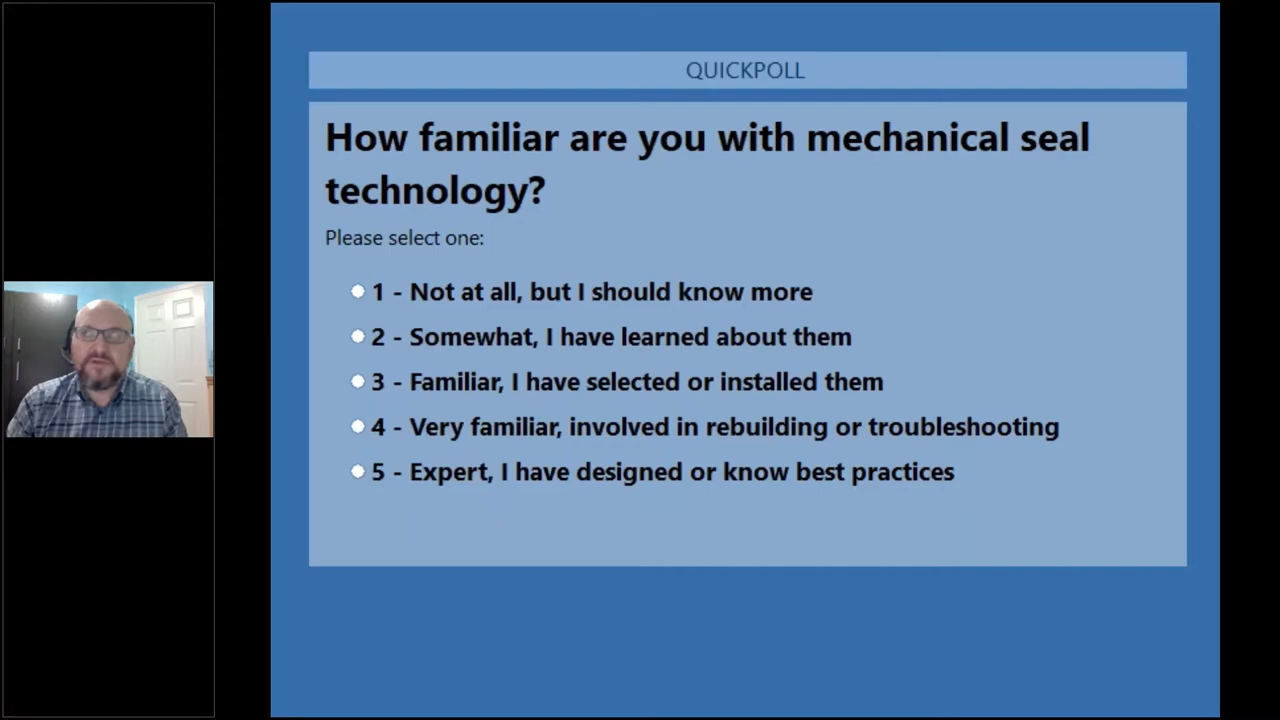 QUICKPOLL
How familiar are you with mechanical seal
technology?
Please select one:
1 - Not at all, but I should know more
2 - Somewhat, I have learned about them
3 - Familiar, I have selected or installed them
4 - Very familiar, involved in rebuilding or troubleshooting
5 - Expert, I have designed or know best practices